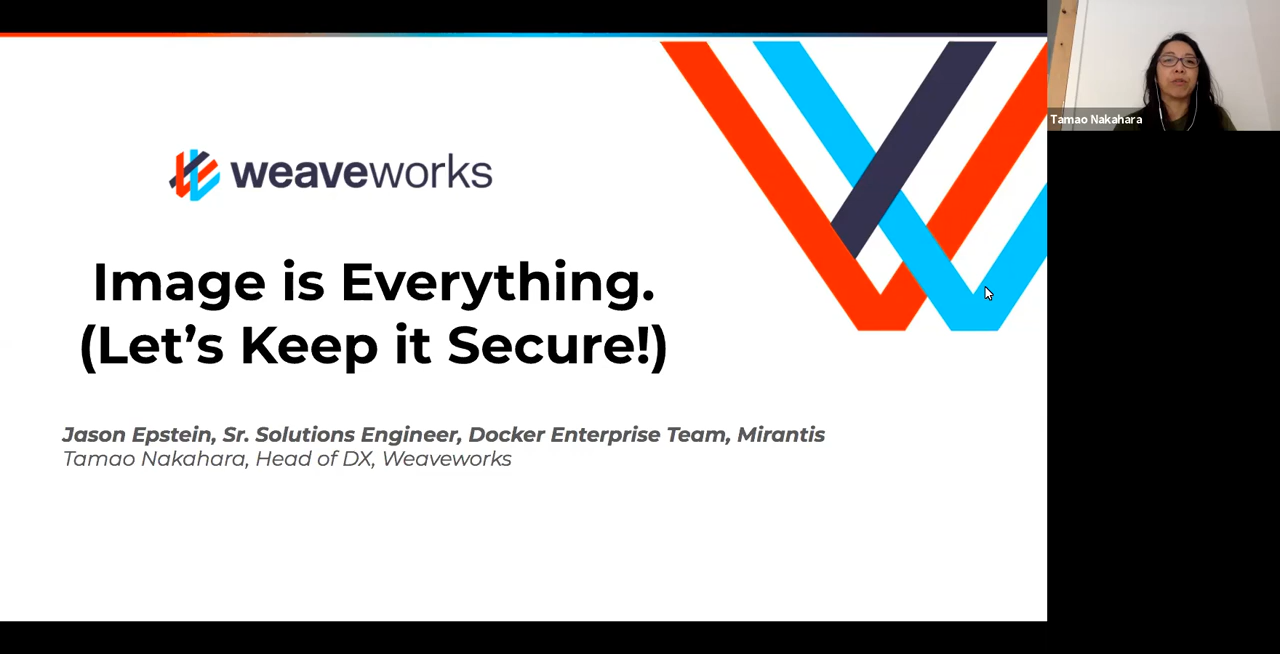 weaveworks
Image is Everything.
(Let's Keep it Secure!)
Jason Epstein, Sr. Solutions Engineer, Docker Enterprise Team, Mirantis
Tamao Nakahara, Head of DX, Weaveworks
Tamao Nakahara